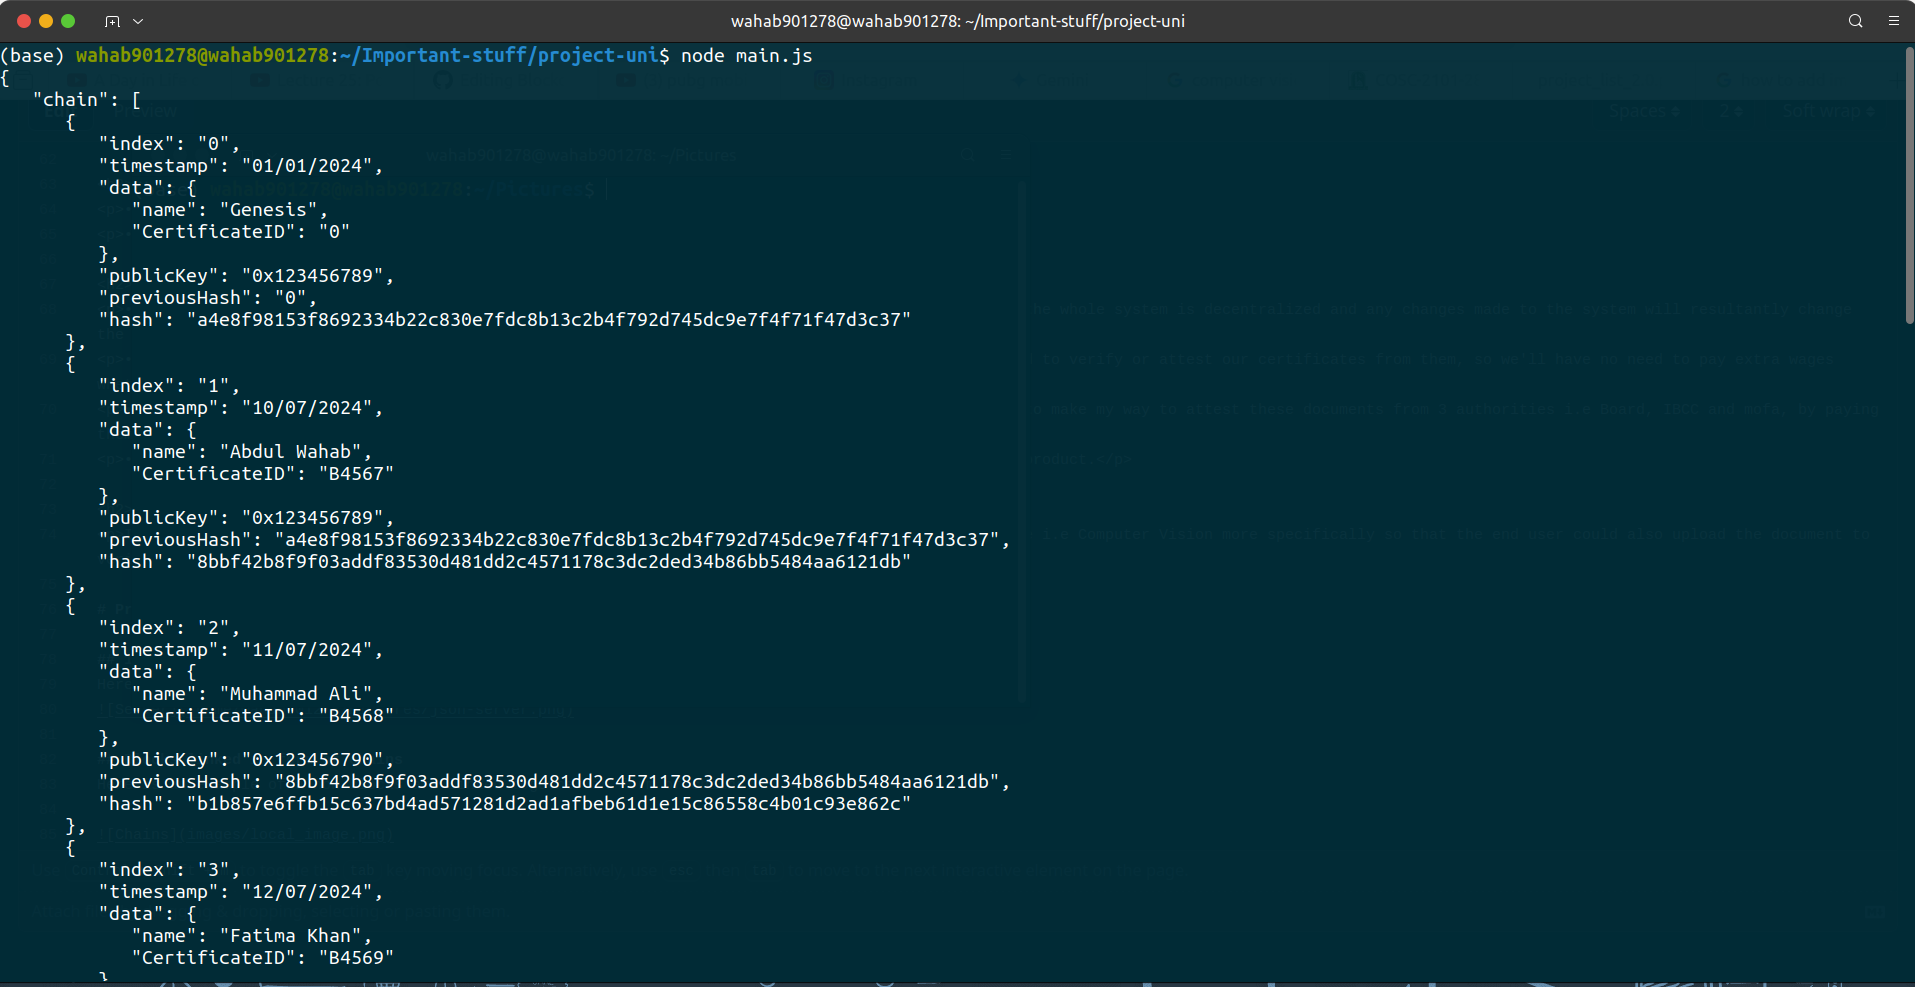 wahab901278@wahab901278: ~/Important-stuff/project-uni
(base) wahab901278@wahab901278:~/Important-stuff/project-uni$ node main.js
{
   "chain": [
      {
         "index": "0",
         "timestamp": "01/01/2024",
         "data": {
            "name": "Genesis",
            "CertificateID": "0"
         },
         "publicKey": "0x123456789",
         "previousHash": "0",
         "hash": "a4e8f98153f8692334b22c830e7fdc8b13c2b4f792d745dc9e7f4f71f47d3c37"
      },
      {
         "index": "1",
         "timestamp": "10/07/2024",
         "data": {
            "name": "Abdul Wahab",
            "CertificateID": "B4567"
         },
         "publicKey": "0x123456789",
         "previousHash": "a4e8f98153f8692334b22c830e7fdc8b13c2b4f792d745dc9e7f4f71f47d3c37",
         "hash": "8bbf42b8f9f03addf83530d481dd2c4571178c3dc2ded34b86bb5484aa6121db"
      },
      {
         "index": "2",
         "timestamp": "11/07/2024",
         "data": {
            "name": "Muhammad Ali",
            "CertificateID": "B4568"
         },
         "publicKey": "0x123456790",
         "previousHash": "8bbf42b8f9f03addf83530d481dd2c4571178c3dc2ded34b86bb5484aa6121db",
         "hash": "b1b857e6ffb15c637bd4ad571281d2ad1afbeb61d1e15c86558c4b01c93e862c"
      },
      {
         "index": "3",
         "timestamp": "12/07/2024",
         "data": {
            "name": "Fatima Khan",
            "CertificateID": "B4569"
         }